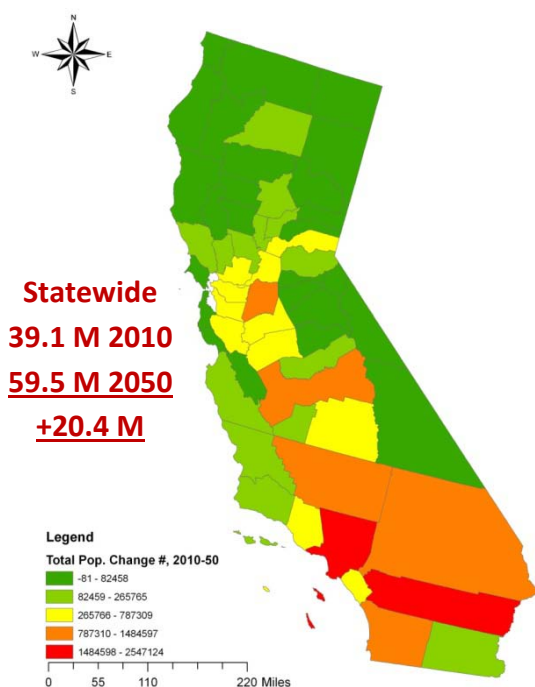 N
W E
S
Statewide
39.1 M 2010
59.5 M 2050
+20.4 M
Legend
Total Pop. Change #, 2010-50
-81 - 82458
82459 - 265765
265766 - 787309
787310 - 1484597
1484598 - 2547124
0 55 110 220 Miles